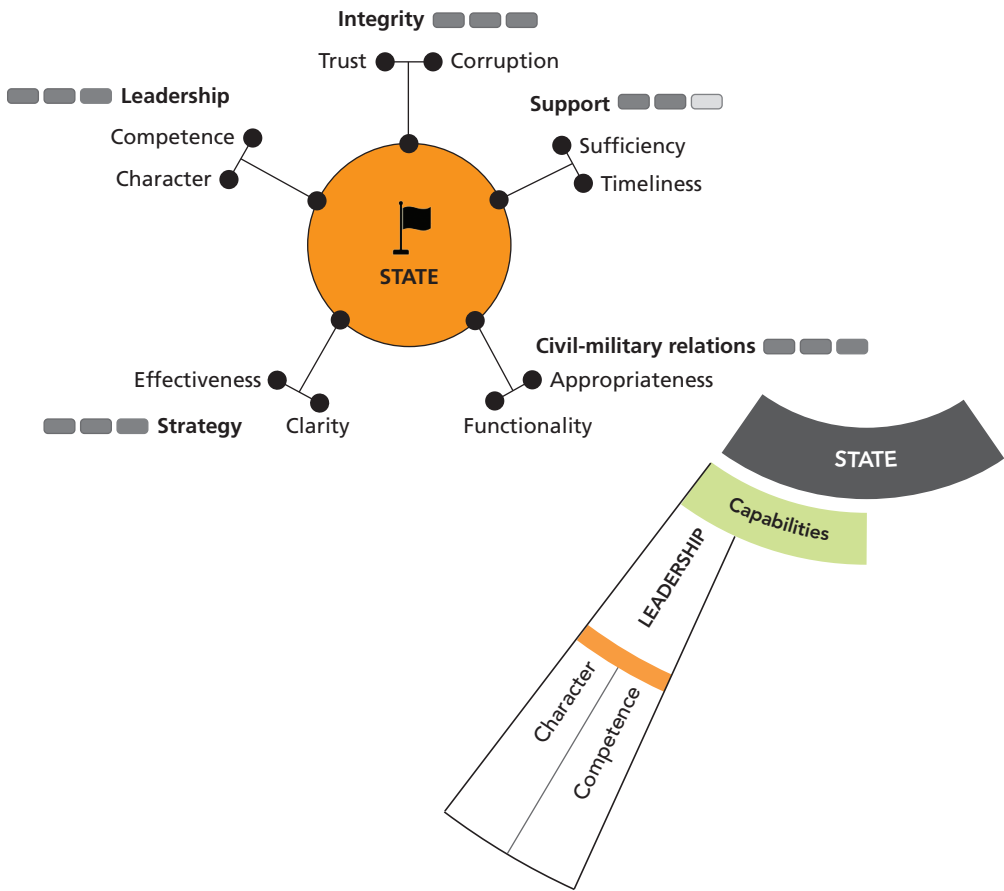 Integrity
Trust
Corruption
Leadership
Support
Competence
Sufficiency
Character
Timeliness
STATE
Civil-military relations
Effectiveness
Appropriateness
Strategy
Clarity
Functionality
STATE
Capabilities
LEADERSHIP
Character
Competence